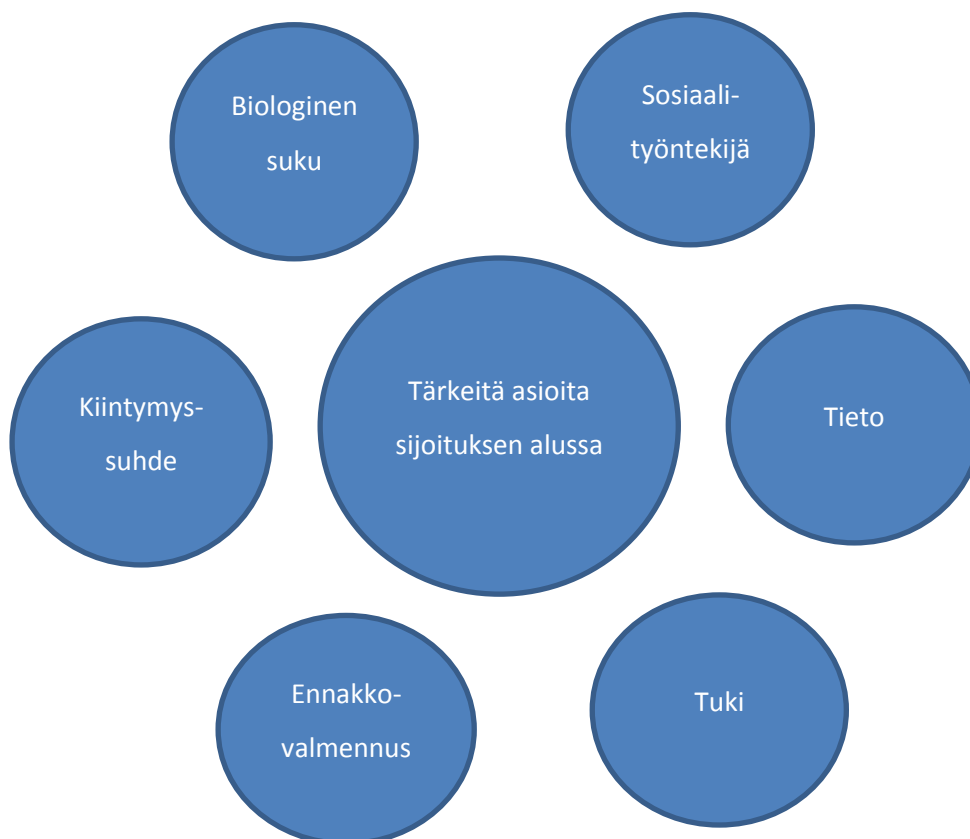 Biologinen
suku
Sosiaali-
työntekijä
Kiintymys-
suhde
Tärkeitä asioita
sijoituksen alussa
Tieto
Ennakko-
valmennus
Tuki